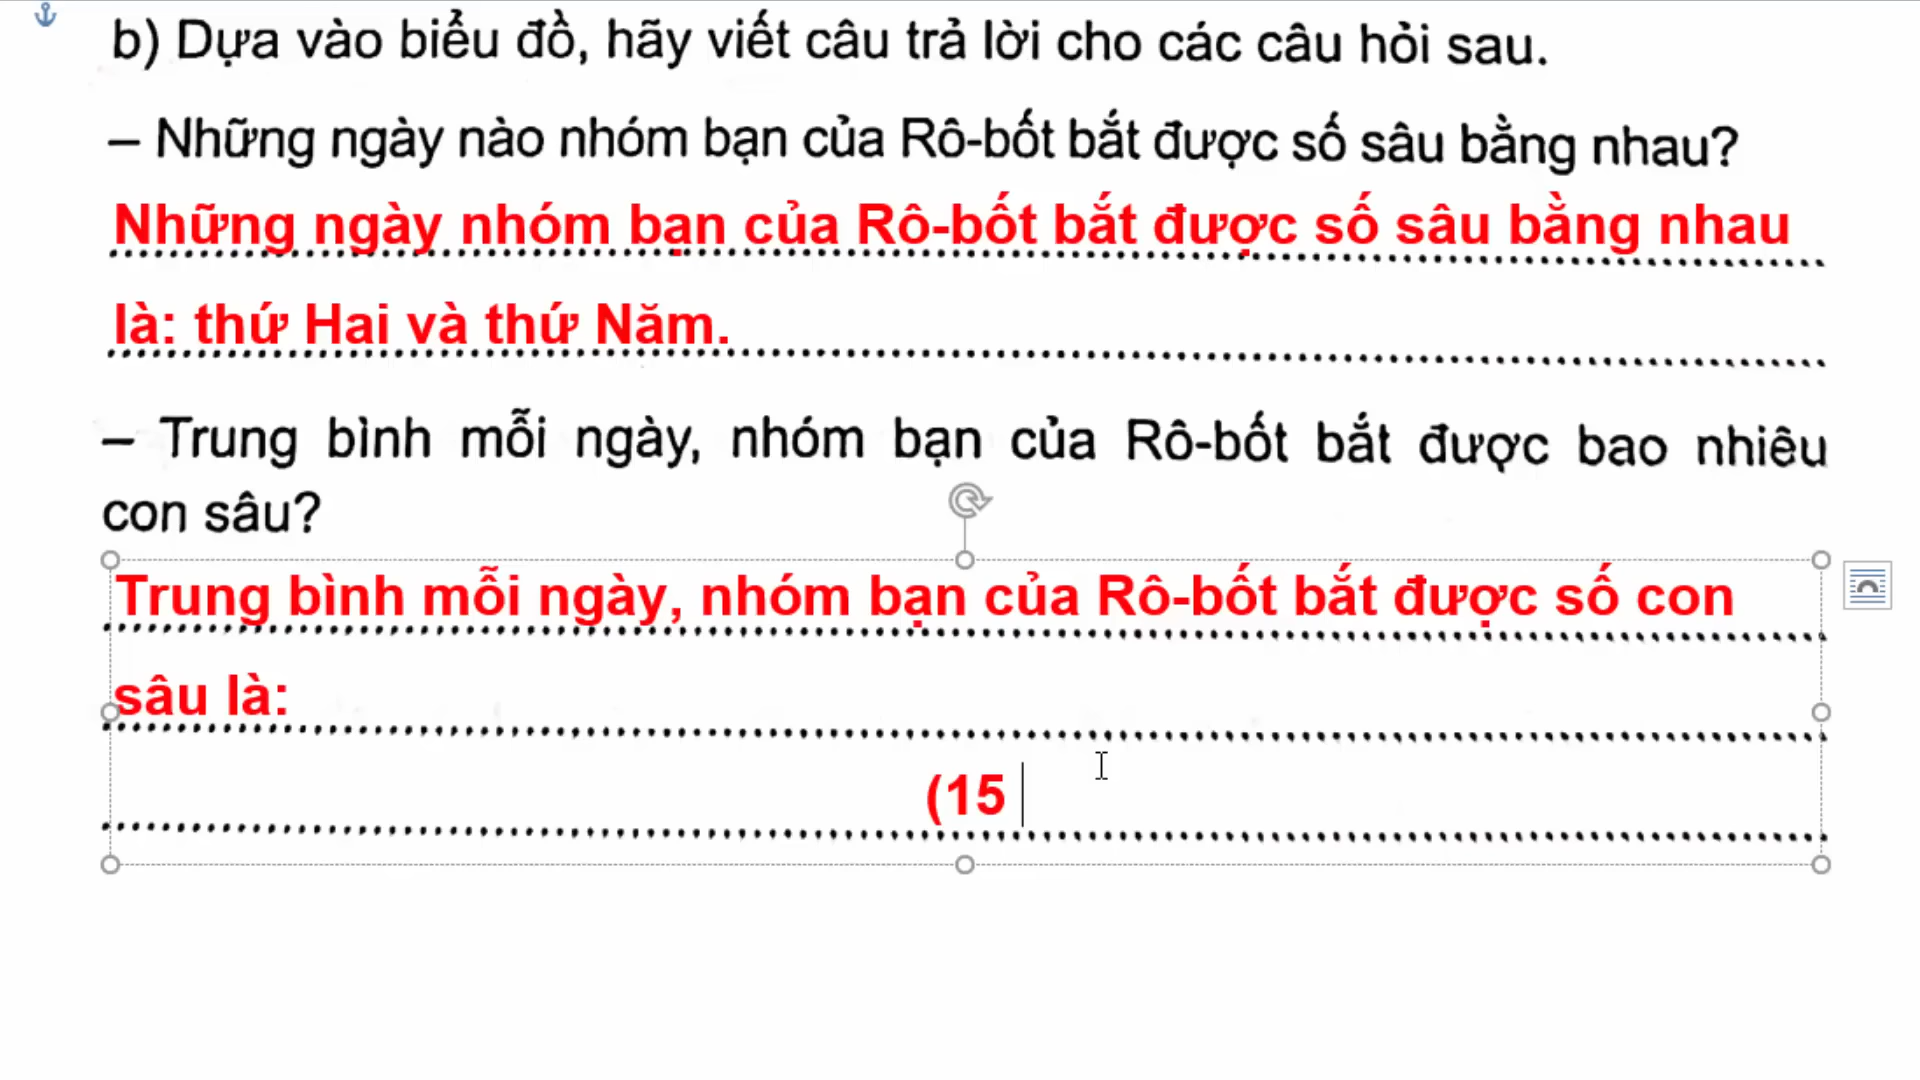 b) Dựa vào biểu đồ, hãy viết câu trả lời cho các câu hỏi sau.
– Những ngày nào nhóm bạn của Rô-bốt bắt được số sâu bằng nhau?
Những ngày nhóm bạn của Rô-bốt bắt được số sâu bằng nhau
là: thứ Hai và thứ Năm.
– Trung bình mỗi ngày, nhóm bạn của Rô-bốt bắt được bao nhiêu
con sâu?
Trung bình mỗi ngày, nhóm bạn của Rô-bốt bắt được số con
sâu là:
(15